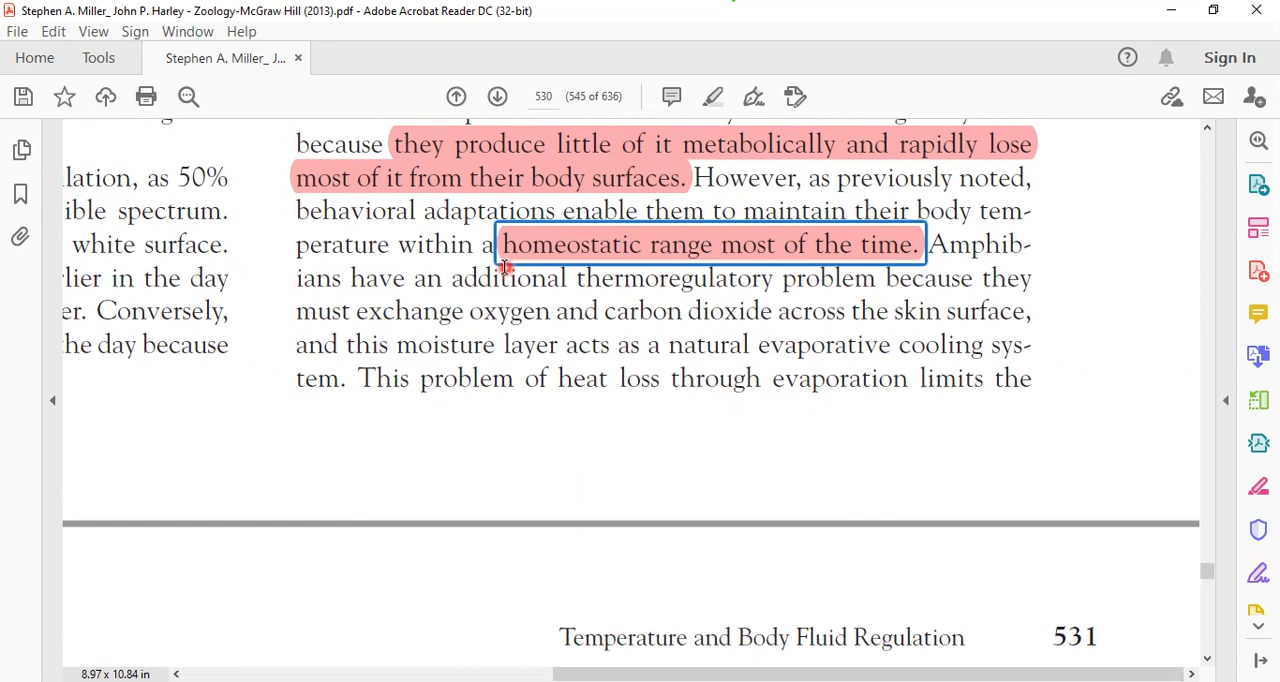 Stephen A. Miller_ John P. Harley - Zoology-McGraw Hill (2013).pdf - Adobe Acrobat Reader DC (32-bit)
File Edit View Sign Window Help
Home Tools Stephen A. Miller_ J... × Sign In
530 (545 of 636)
because they produce little of it metabolically and rapidly lose
most of it from their body surfaces. However, as previously noted,
behavioral adaptations enable them to maintain their body tem-
perature within a homeostatic range most of the time. Amphib-
ians have an additional thermoregulatory problem because they
must exchange oxygen and carbon dioxide across the skin surface,
and this moisture layer acts as a natural evaporative cooling sys-
tem. This problem of heat loss through evaporation limits the
lation, as 50%
ible spectrum.
white surface.
lier in the day
er. Conversely,
the day because
Temperature and Body Fluid Regulation 531
8.97 x 10.84 in